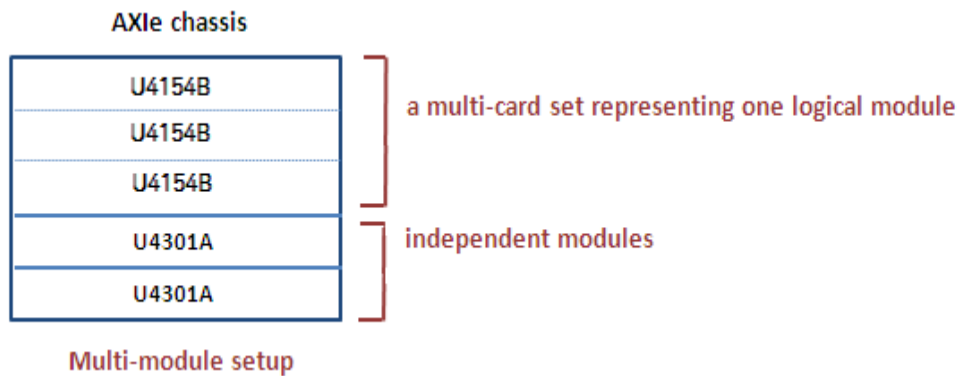 AXIe chassis
U4154B
a multi-card set representing one logical module
U4154B
U4154B
U4301A
independent modules
U4301A
Multi-module setup